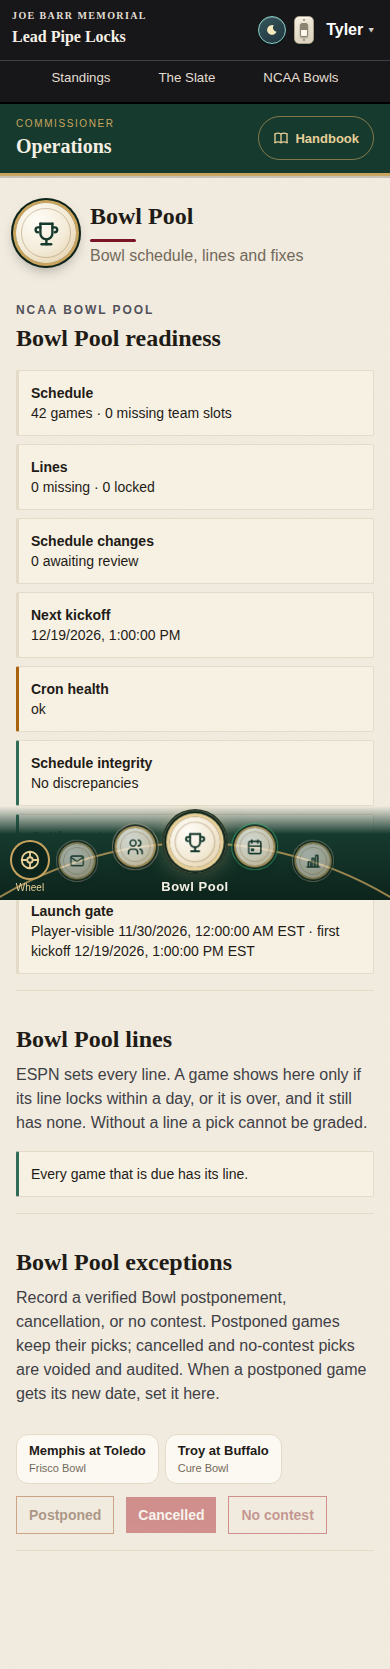 JOE BARR MEMORIAL
Lead Pipe Locks
Tyler
Standings
The Slate
NCAA Bowls
COMMISSIONER
Operations
Handbook
Bowl Pool
Bowl schedule, lines and fixes
NCAA BOWL POOL
Bowl Pool readiness
Schedule
42 games · 0 missing team slots
Lines
0 missing · 0 locked
Schedule changes
0 awaiting review
Next kickoff
12/19/2026, 1:00:00 PM
Cron health
ok
Schedule integrity
No discrepancies
Wheel
Bowl Pool
Launch gate
Player-visible 11/30/2026, 12:00:00 AM EST · first
kickoff 12/19/2026, 1:00:00 PM EST
Bowl Pool lines
ESPN sets every line. A game shows here only if
its line locks within a day, or it is over, and it still
has none. Without a line a pick cannot be graded.
Every game that is due has its line.
Bowl Pool exceptions
Record a verified Bowl postponement,
cancellation, or no contest. Postponed games
keep their picks; cancelled and no-contest picks
are voided and audited. When a postponed game
gets its new date, set it here.
Memphis at Toledo
Frisco Bowl
Troy at Buffalo
Cure Bowl
Postponed
Cancelled
No contest